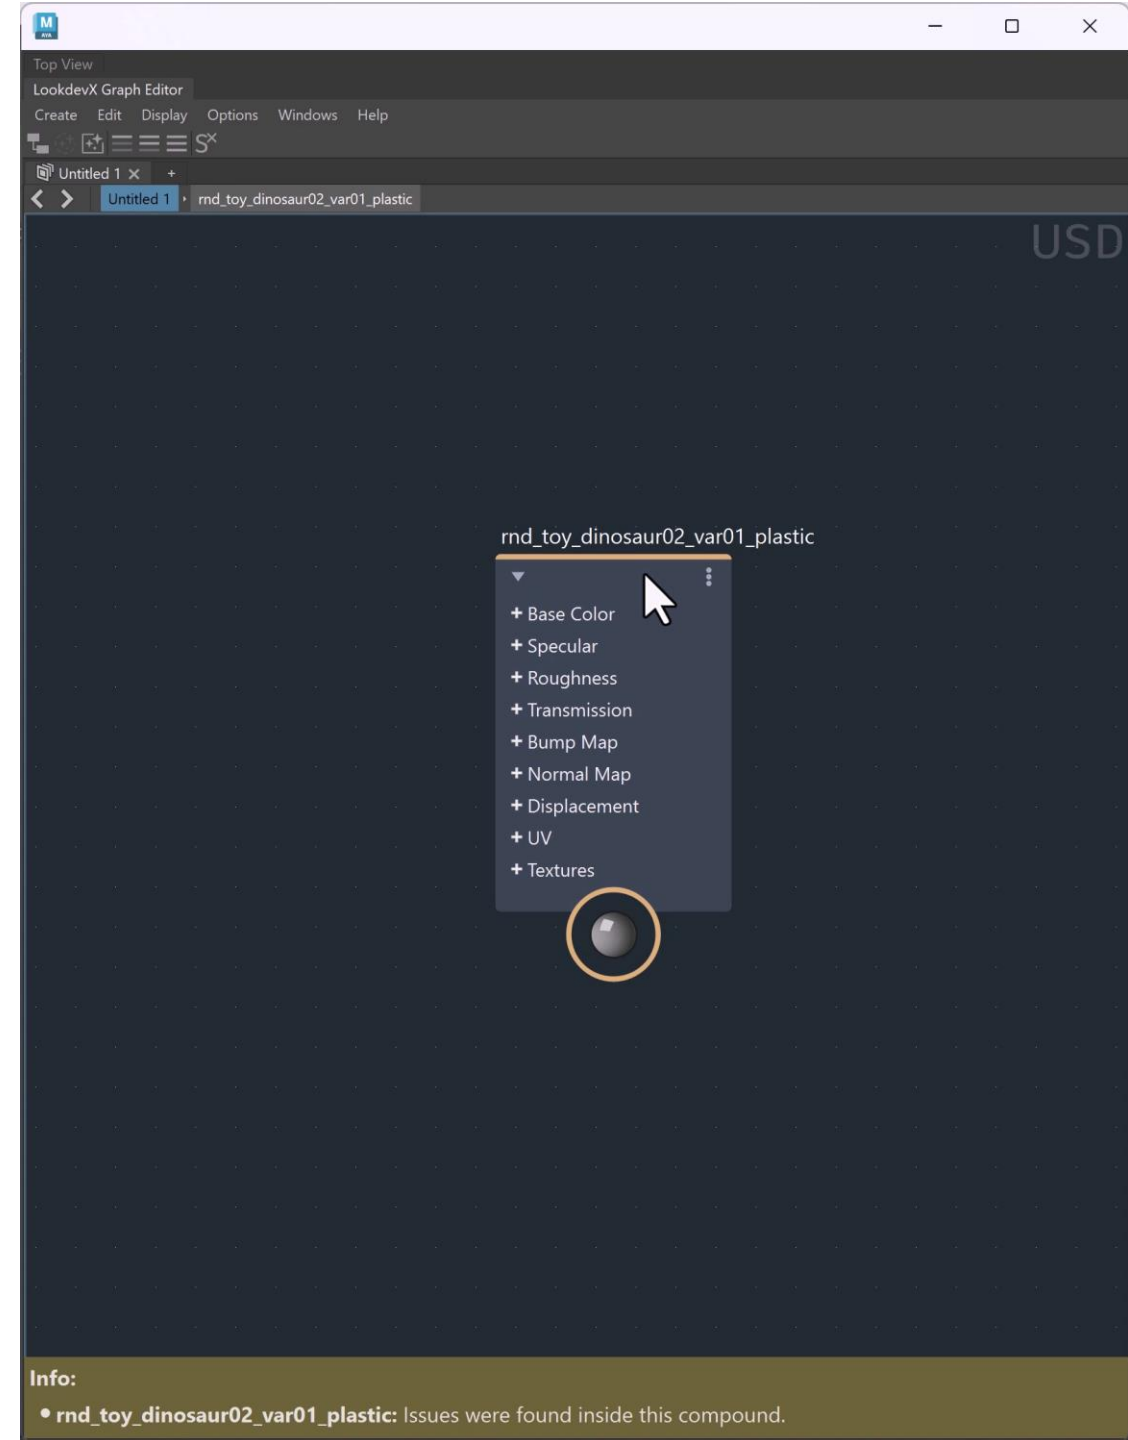 M
AYA
Top View
LookdevX Graph Editor
Create Edit Display Options Windows Help
Untitled 1
Untitled 1 rnd_toy_dinosaur02_var01_plastic
USD
rnd_toy_dinosaur02_var01_plastic
+ Base Color
+ Specular
+ Roughness
+ Transmission
+ Bump Map
+ Normal Map
+ Displacement
+ UV
+ Textures
Info:
• rnd_toy_dinosaur02_var01_plastic: Issues were found inside this compound.